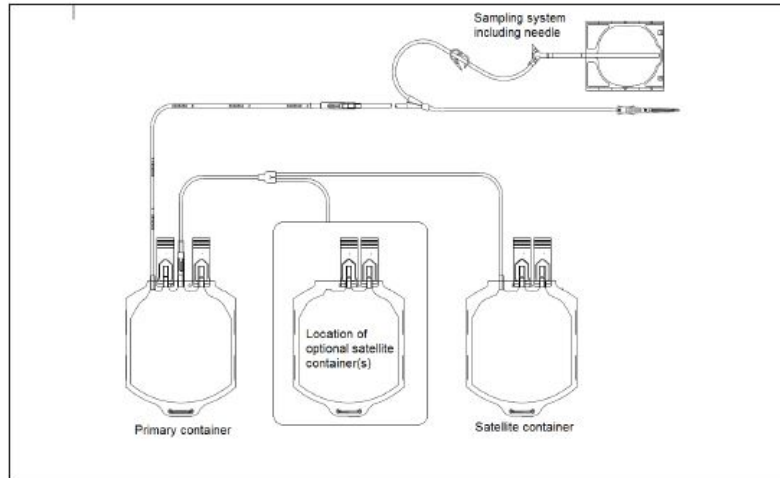 Sampling system
including needle
Location of
optional satellite
container(s)
Primary container
Satellite container